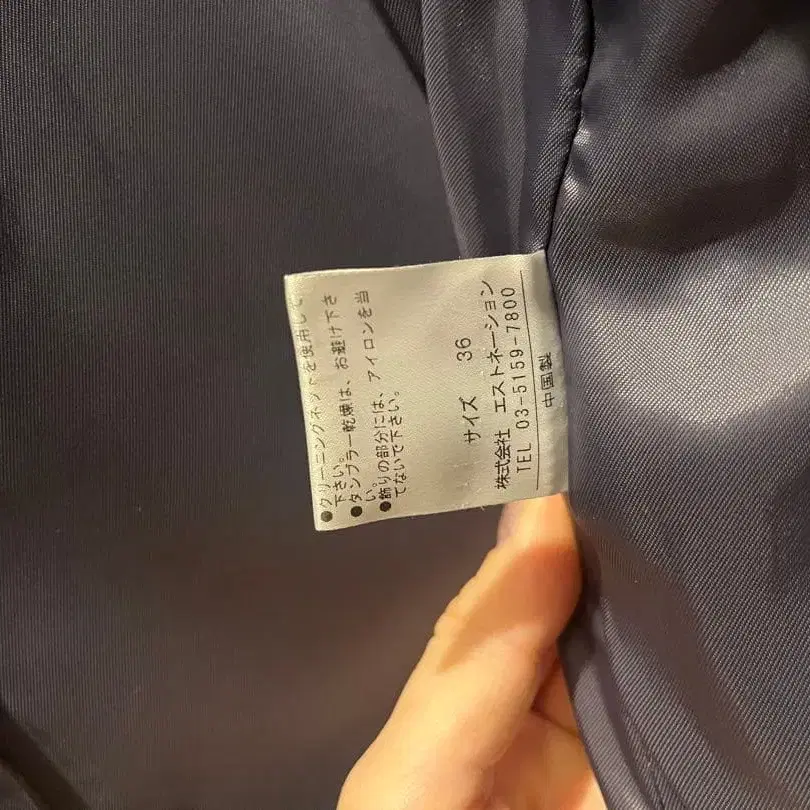 ●クリーニングネットを使用して
下さい。
●タンブラー乾燥は、お避け下さ
い。
●飾りの部分には、アイロンを当
てないで下さい。
サイズ 36
株式会社 エストネーション
TEL 03-5159-7800
中国製